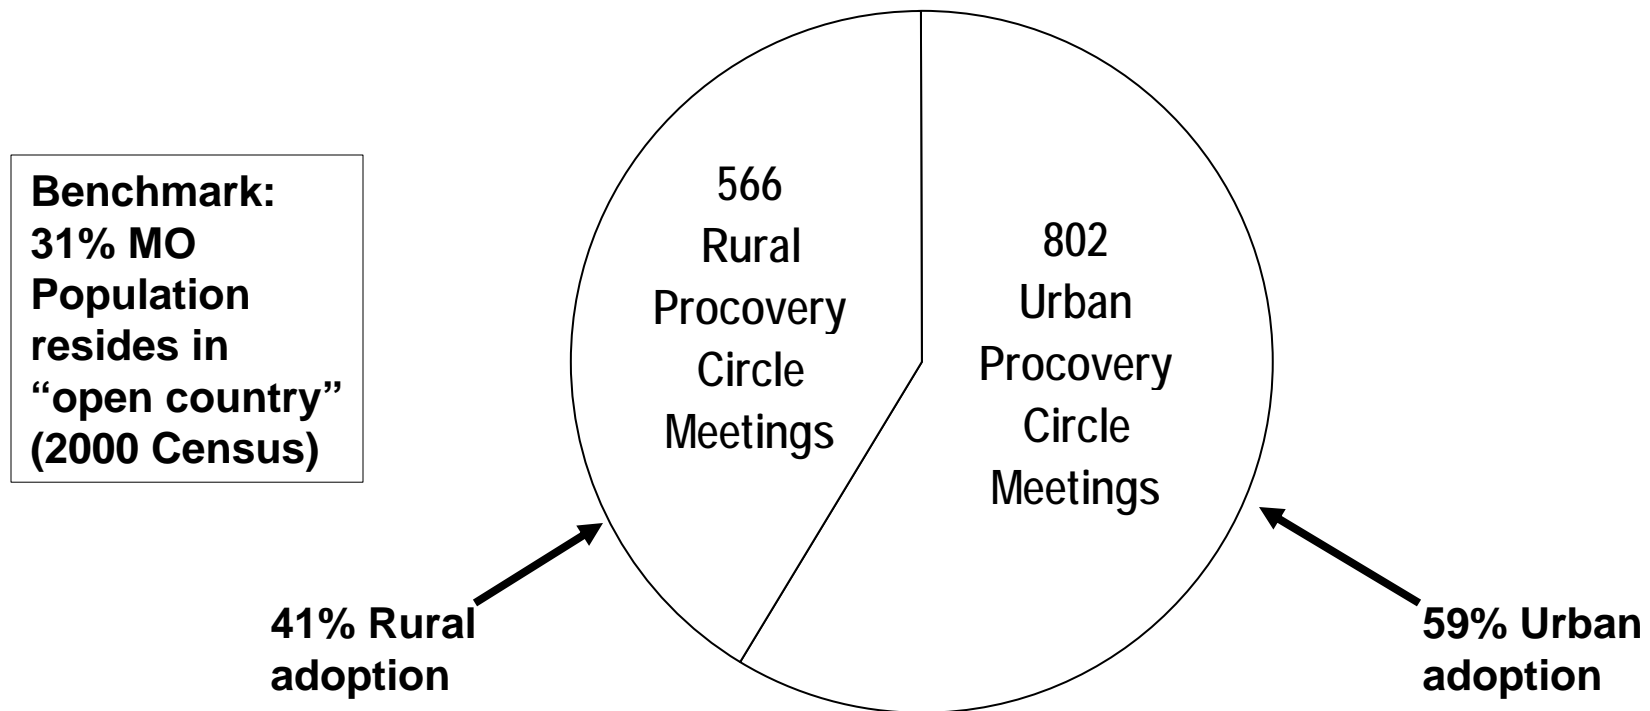 Benchmark:
31% MO
Population
resides in
“open country”
(2000 Census)
566
Rural
Procovery
Circle
Meetings
802
Urban
Procovery
Circle
Meetings
41% Rural
adoption
59% Urban
adoption